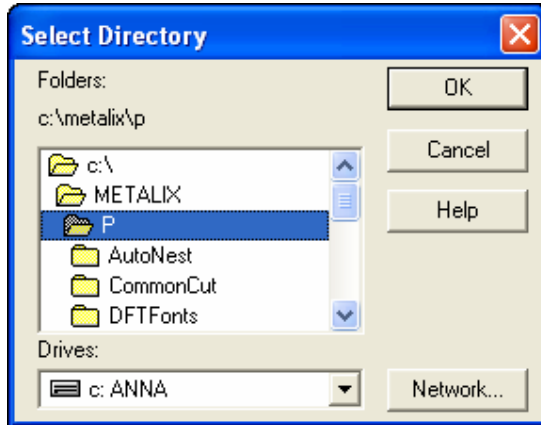 Select Directory
Folders:
c:\metalix\p
c:\
METALIX
P
AutoNest
CommonCut
DFTFonts
Drives:
c: ANNA
OK
Cancel
Help
Network...